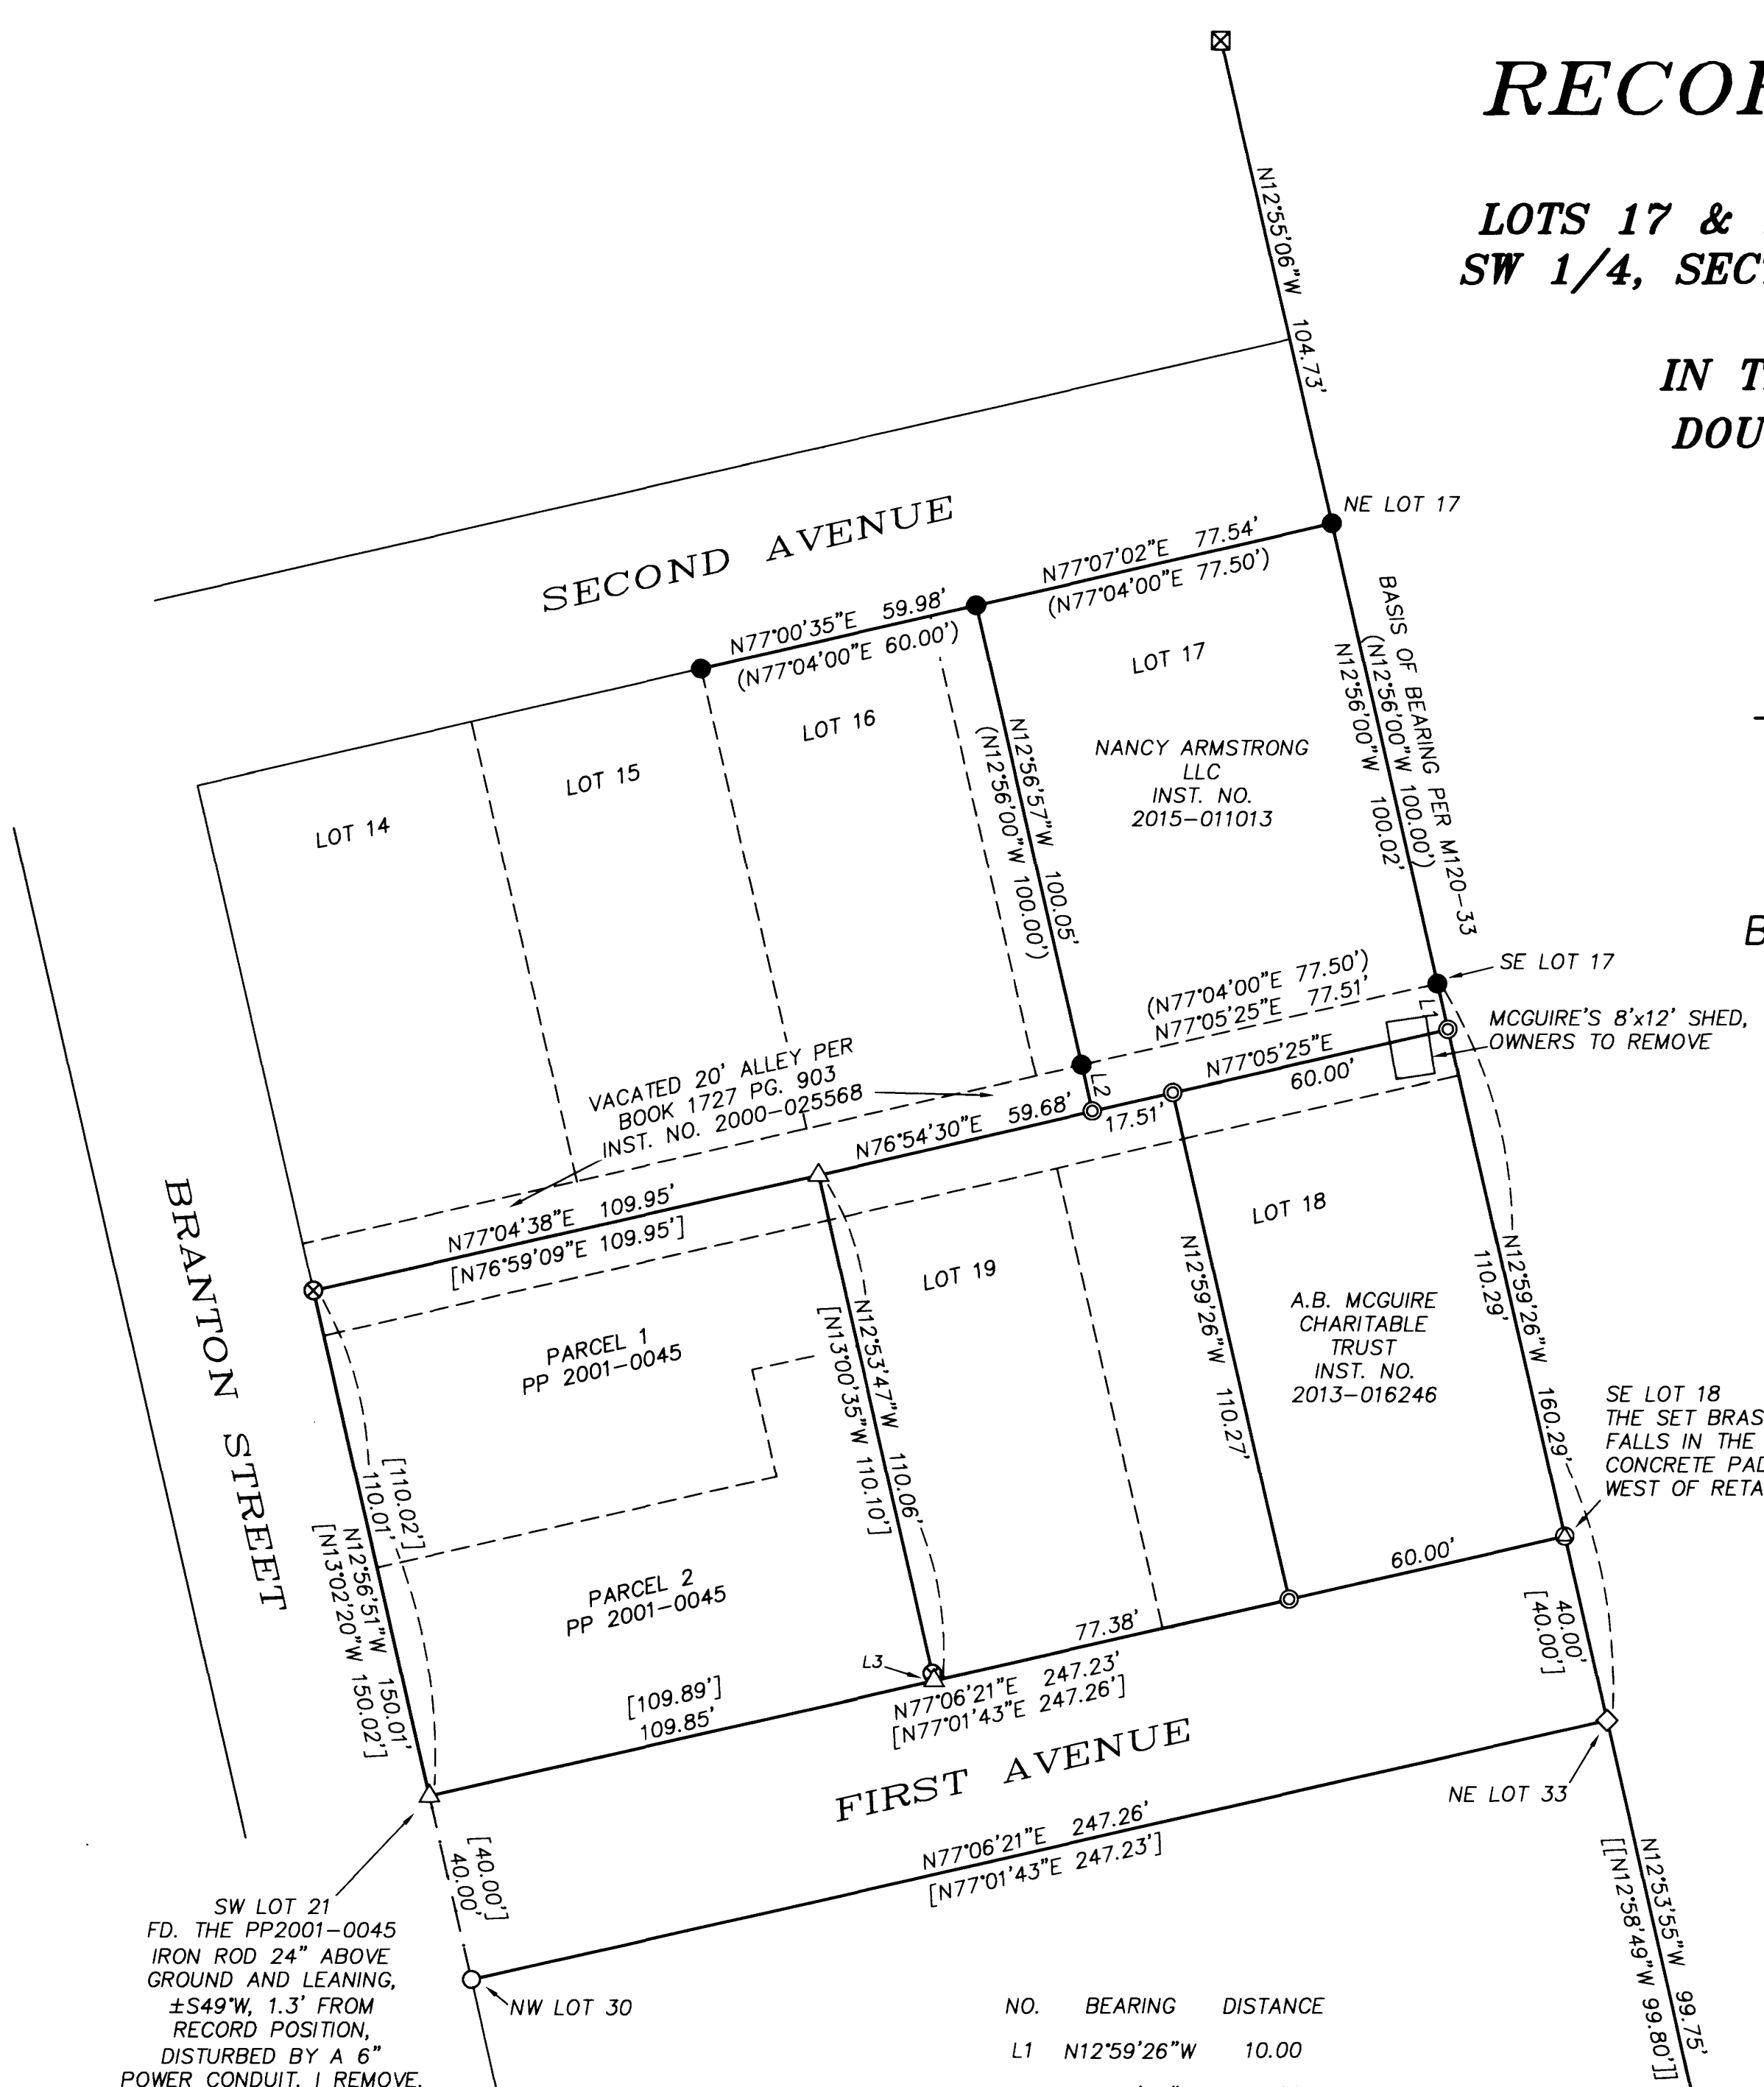 RECOR
LOTS 17 &
SW 1/4, SECT
IN T
DOU
B
N12°55'06"W 104.73'
SECOND AVENUE
NE LOT 17
N77°07'02"E 77.54'
(N77°04'00"E 77.50')
N77°00'35"E 59.98'
(N77°04'00"E 60.00')
LOT 17
LOT 16
LOT 15
LOT 14
NANCY ARMSTRONG
LLC
INST. NO.
2015-011013
BASIS OF BEARING PER M120-33
(N12°56'00"W 100.00')
N12°56'00"W 100.02'
N12°56'57"W 100.05'
(N12°56'00"W 100.00')
SE LOT 17
(N77°04'00"E 77.50')
N77°05'25"E 77.51'
L1
MCGUIRE'S 8'x12' SHED,
OWNERS TO REMOVE
N77°05'25"E
60.00'
L2
17.51'
VACATED 20' ALLEY PER
BOOK 1727 PG. 903
INST. NO. 2000-025568
N76°54'30"E 59.68'
N77°04'38"E 109.95'
[N76°59'09"E 109.95']
BRANTON STREET
LOT 18
LOT 19
N12°59'26"W 110.27'
A.B. MCGUIRE
CHARITABLE
TRUST
INST. NO.
2013-016246
110.29'
N12°59'26"W 160.29'
PARCEL 1
PP 2001-0045
N12°53'47"W 110.06'
[N13°00'35"W 110.10']
SE LOT 18
THE SET BRAS
FALLS IN THE
CONCRETE PAD
WEST OF RETA
[110.02']
110.01'
N12°56'51"W 150.01'
[N13°02'20"W 150.02']
PARCEL 2
PP 2001-0045
60.00'
77.38'
L3
N77°06'21"E 247.23'
[N77°01'43"E 247.26']
[109.89']
109.85'
40.00'
[40.00']
FIRST AVENUE
NE LOT 33
N77°06'21"E 247.26'
[N77°01'43"E 247.23']
[40.00']
40.00'
N12°53'55"W 99.75'
[[N12°58'49"W 99.80']]
SW LOT 21
FD. THE PP2001-0045
IRON ROD 24" ABOVE
GROUND AND LEANING,
±S49°W, 1.3' FROM
RECORD POSITION,
DISTURBED BY A 6"
POWER CONDUIT. I REMOVE.
NW LOT 30
NO. BEARING DISTANCE
L1 N12°59'26"W 10.00